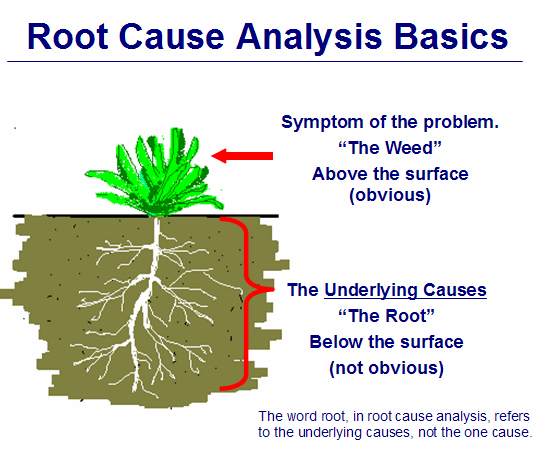 Root Cause Analysis Basics
Symptom of the problem.
“The Weed”
Above the surface
(obvious)
The Underlying Causes
“The Root”
Below the surface
(not obvious)
The word root, in root cause analysis, refers
to the underlying causes, not the one cause.